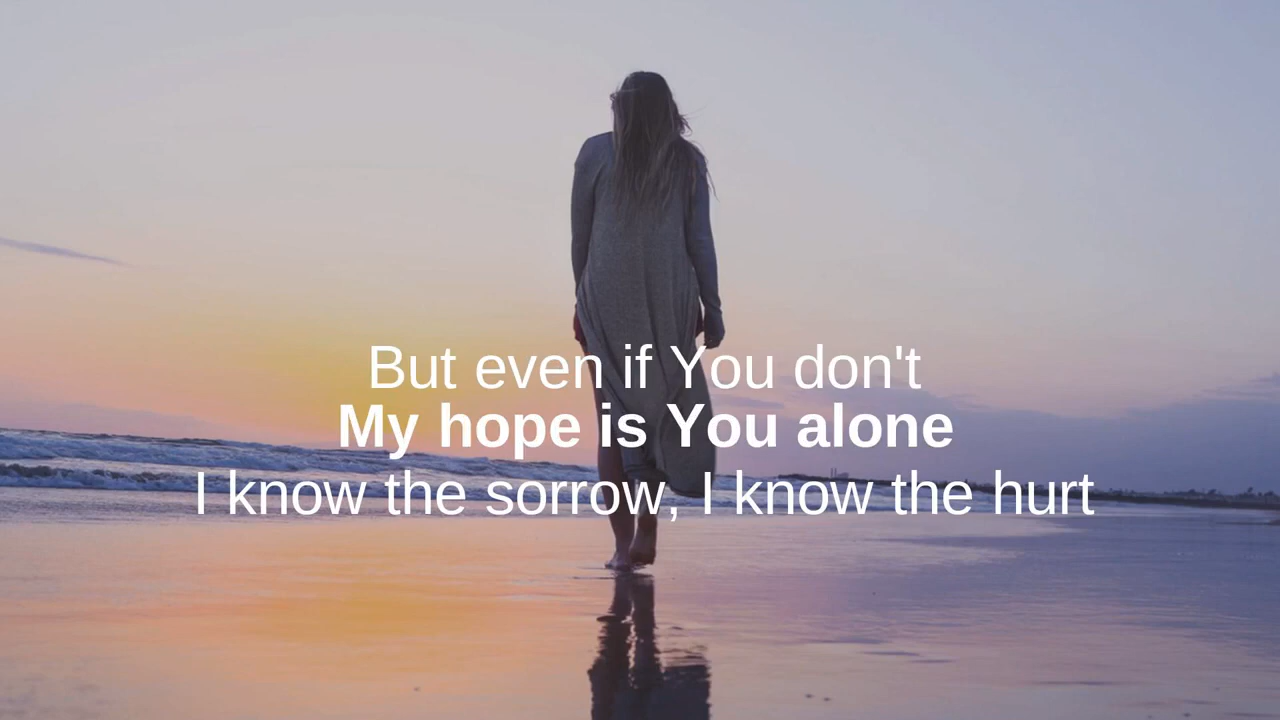 But even if You don't
My hope is You alone
I know the sorrow, I know the hurt